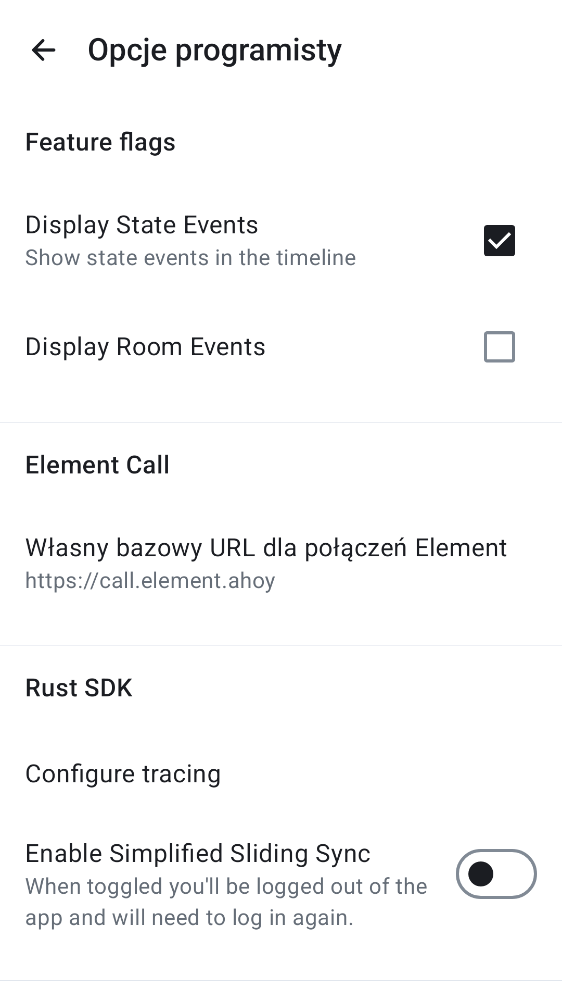 Opcje programisty
Feature flags
Display State Events
Show state events in the timeline
Display Room Events
Element Call
Własny bazowy URL dla połączeń Element
https://call.element.ahoy
Rust SDK
Configure tracing
Enable Simplified Sliding Sync
When toggled you'll be logged out of the
app and will need to log in again.